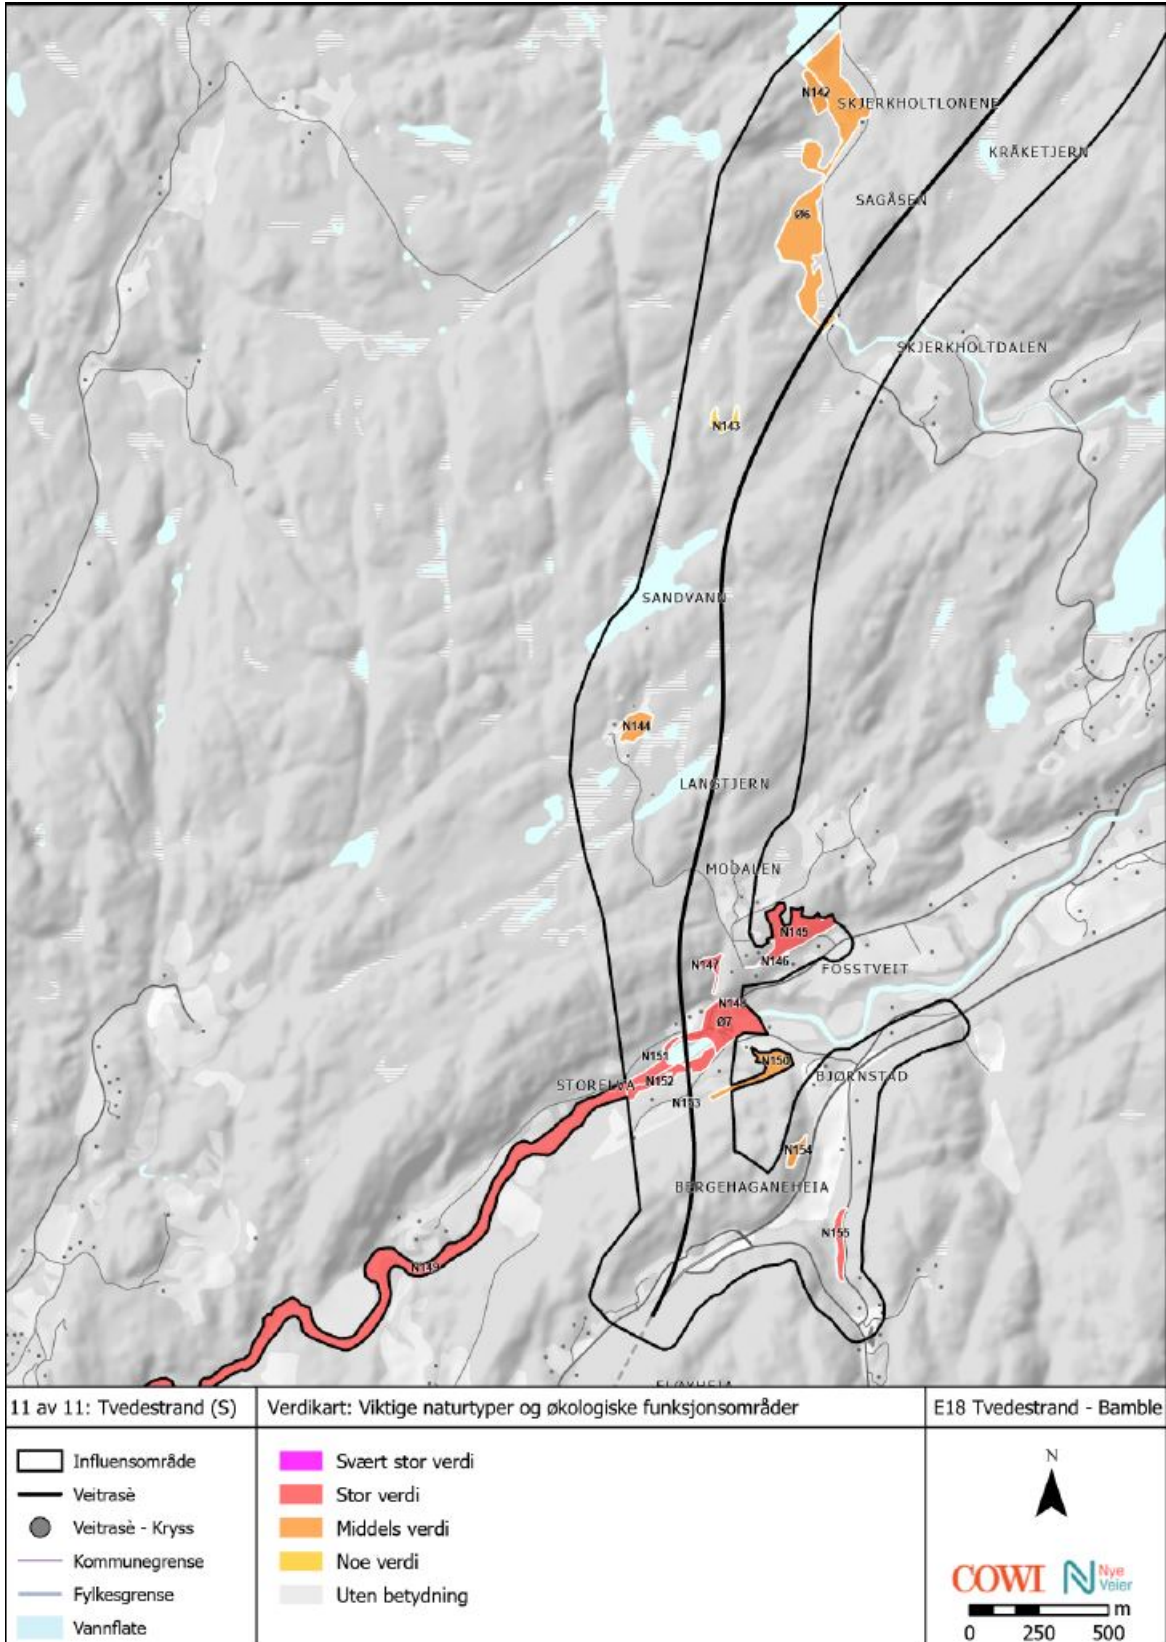 N142
SKJERKHOLTLONENE
KRÅKETJERN
SAGÅSEN
Ø6
SKJERKHOLTDALEN
N143
SANDVANN
N144
LANGTJERN
MODALEN
N145
N146
N147
FOSSTVEIT
N148
Ø7
N151
N150
BJØRNSTAD
STORELVA
N152
N153
N154
BERGEHAGANEHEIA
N155
N149
11 av 11: Tvedestrand (S)
Verdikart: Viktige naturtyper og økologiske funksjonsområder
E18 Tvedestrand - Bamble
Influensområde
Veitrasè
Veitrasè - Kryss
Kommunegrense
Fylkesgrense
Vannflate
Svært stor verdi
Stor verdi
Middels verdi
Noe verdi
Uten betydning
N
COWI
Nye
Veier
m
0 250 500